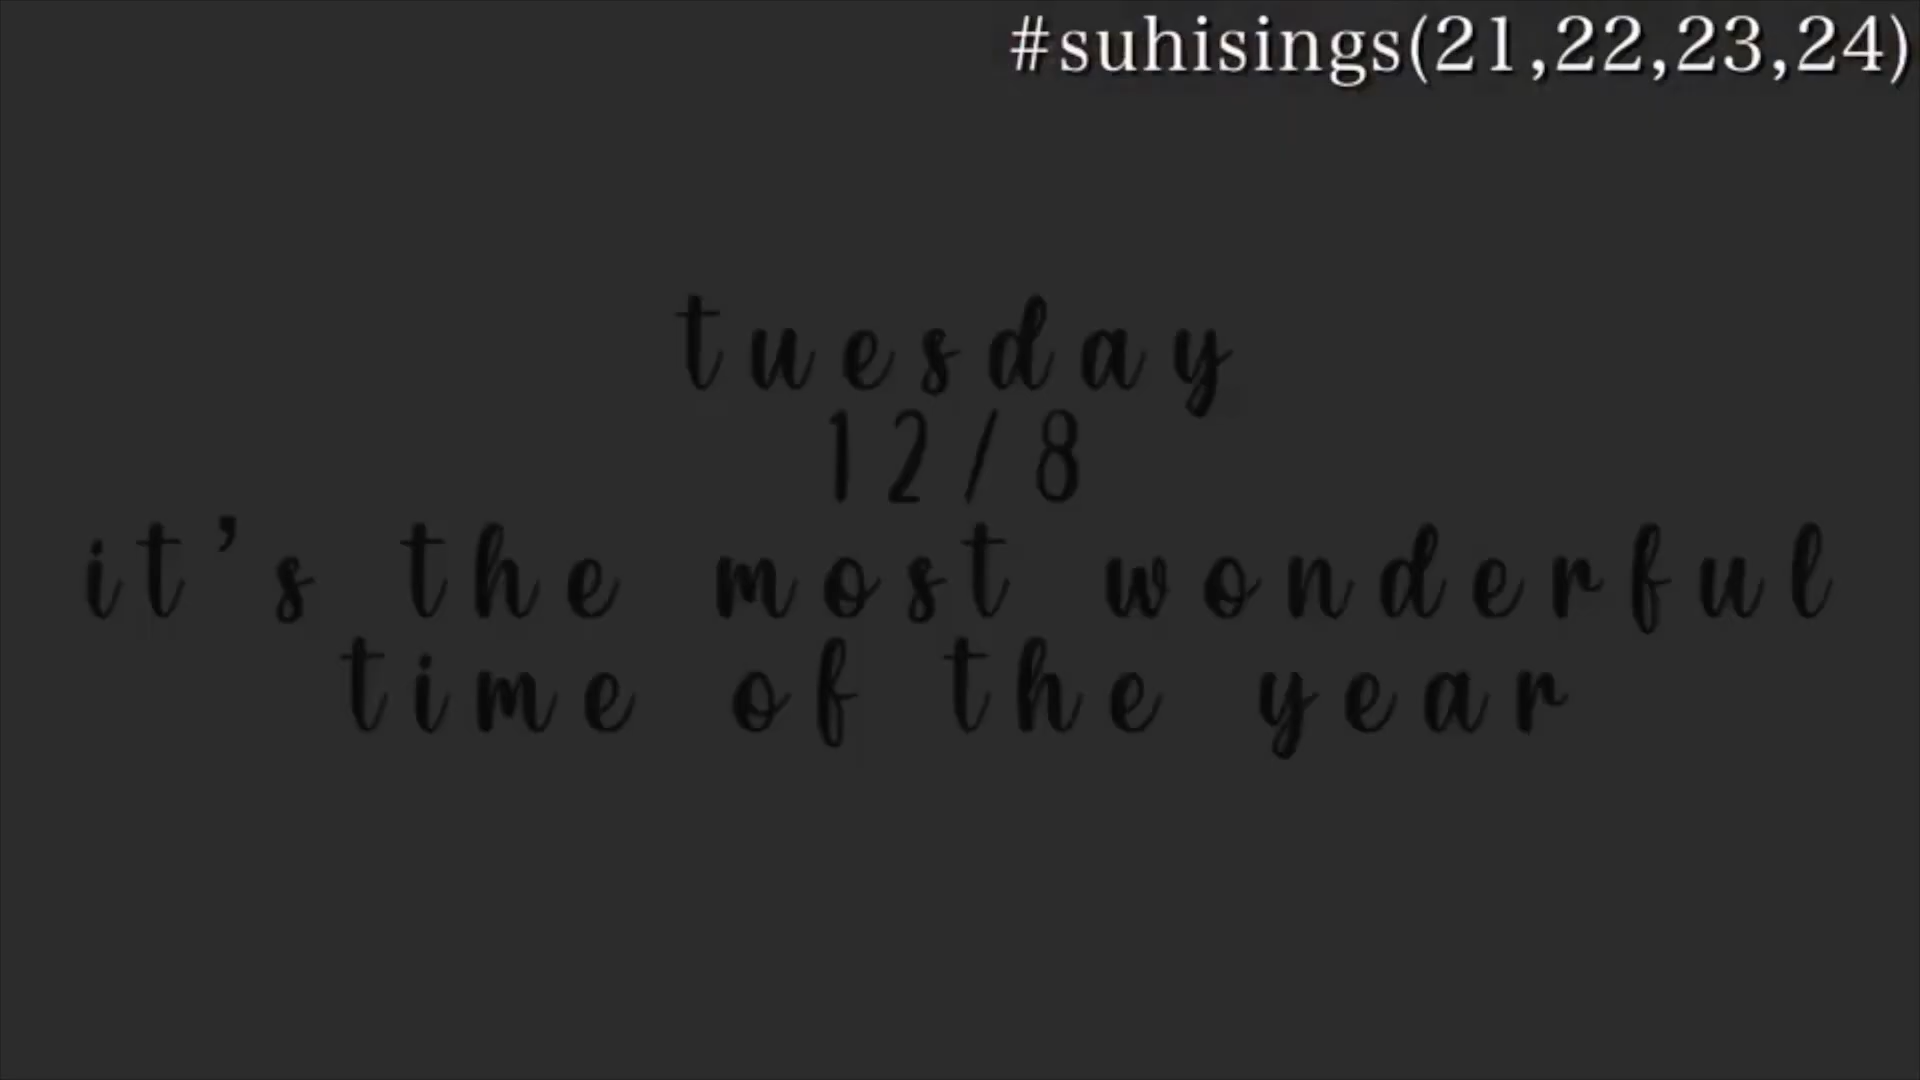 #suhisings(21,22,23,24)
tuesday
12/8
it’s the most wonderful
time of the year